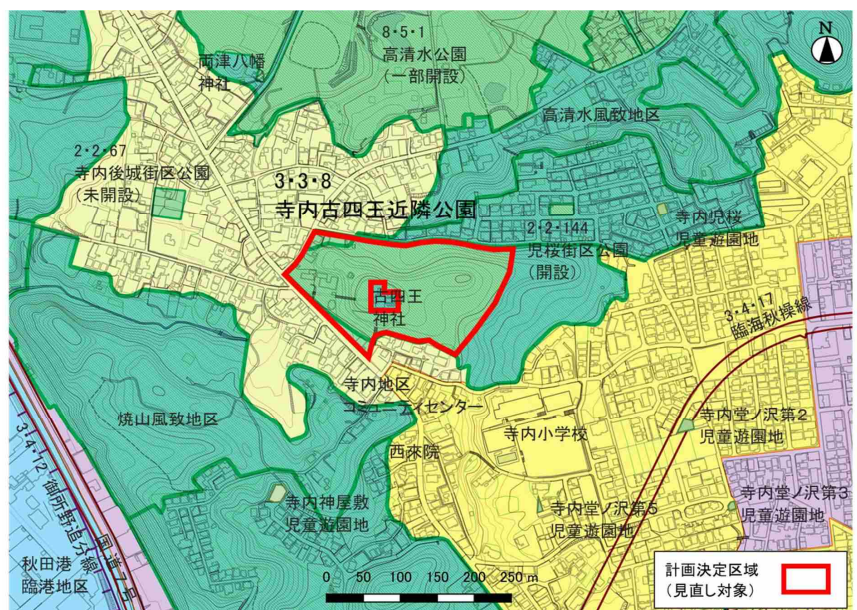 8・5・1
高清水公園
(一部開設)
N
両津八幡
神社
高清水風致地区
2・2・67
寺内後城街区公園
(未開設)
3・3・8
寺内古四王近隣公園
2・2・144
児桜街区公園
(開設)
寺内児桜
児童遊園地
古四王
神社
3・4・17
臨海秋操線
寺内地区
コミュニティセンター
焼山風致地区
寺内小学校
寺内堂ノ沢第2
児童遊園地
西來院
3・4・12 御所野追分線
国道7号
寺内神屋敷
児童遊園地
寺内堂ノ沢第5
児童遊園地
寺内堂ノ沢第3
児童遊園地
秋田港
臨港地区
0 50 100 150 200 250 m
計画決定区域
(見直し対象)